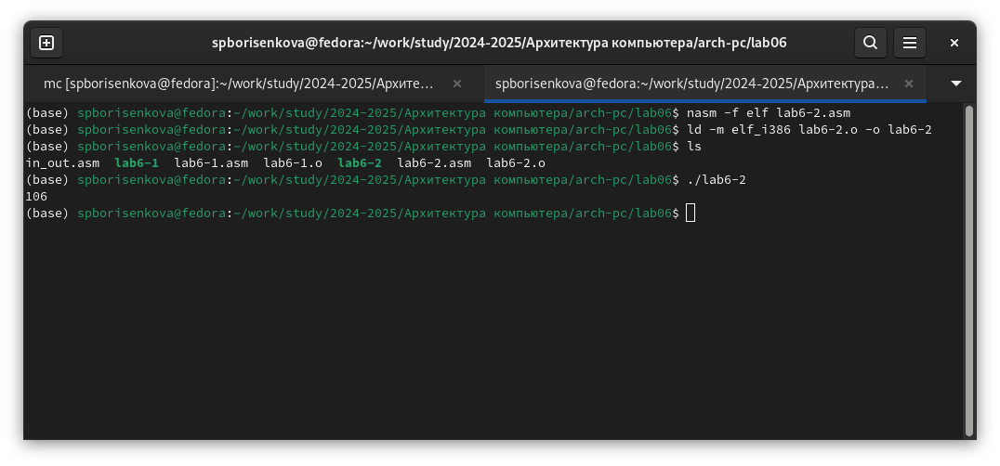 spborisenkova@fedora:~/work/study/2024-2025/Архитектура компьютера/arch-pc/lab06
mc [spborisenkova@fedora]:~/work/study/2024-2025/Архите… spborisenkova@fedora:~/work/study/2024-2025/Архитектура…
(base) spborisenkova@fedora:~/work/study/2024-2025/Архитектура компьютера/arch-pc/lab06$ nasm -f elf lab6-2.asm
(base) spborisenkova@fedora:~/work/study/2024-2025/Архитектура компьютера/arch-pc/lab06$ ld -m elf_i386 lab6-2.o -o lab6-2
(base) spborisenkova@fedora:~/work/study/2024-2025/Архитектура компьютера/arch-pc/lab06$ ls
in_out.asm  lab6-1  lab6-1.asm  lab6-1.o  lab6-2  lab6-2.asm  lab6-2.o
(base) spborisenkova@fedora:~/work/study/2024-2025/Архитектура компьютера/arch-pc/lab06$ ./lab6-2
106
(base) spborisenkova@fedora:~/work/study/2024-2025/Архитектура компьютера/arch-pc/lab06$